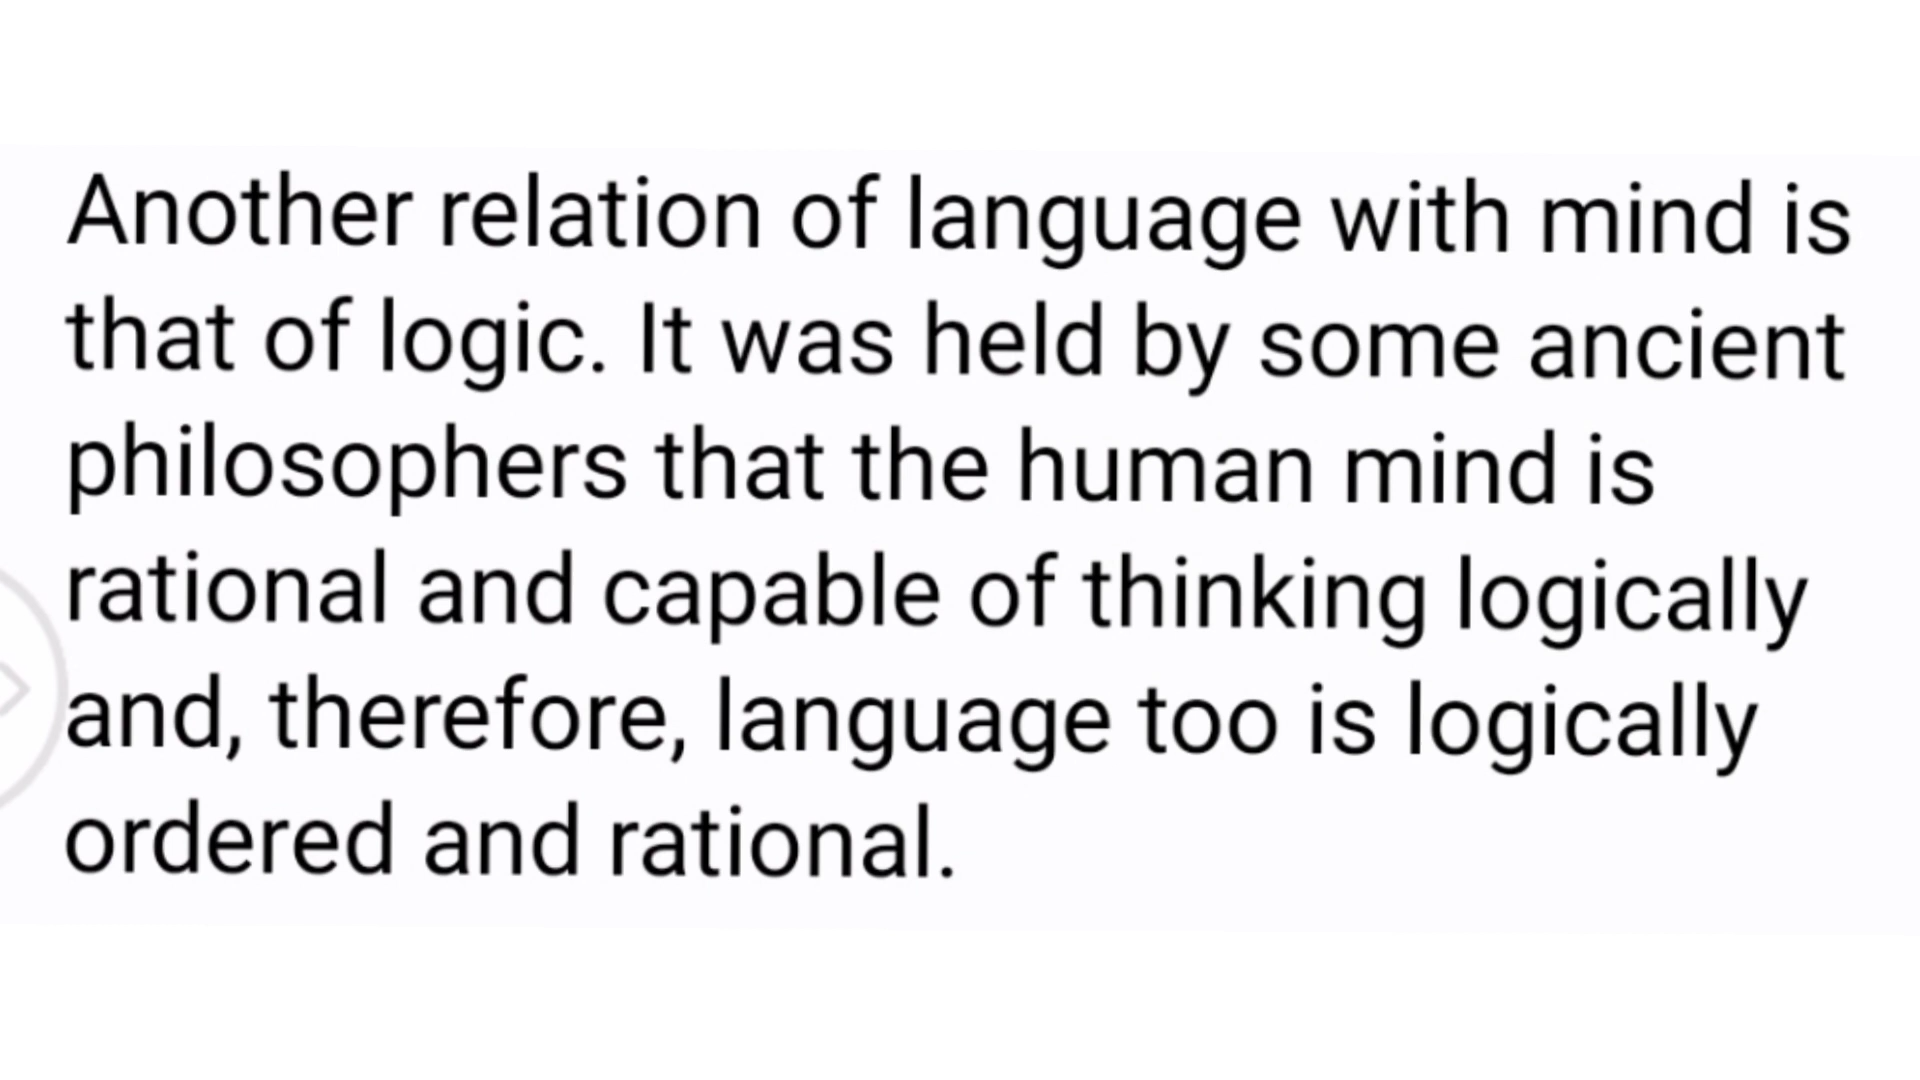 Another relation of language with mind is
that of logic. It was held by some ancient
philosophers that the human mind is
rational and capable of thinking logically
and, therefore, language too is logically
ordered and rational.